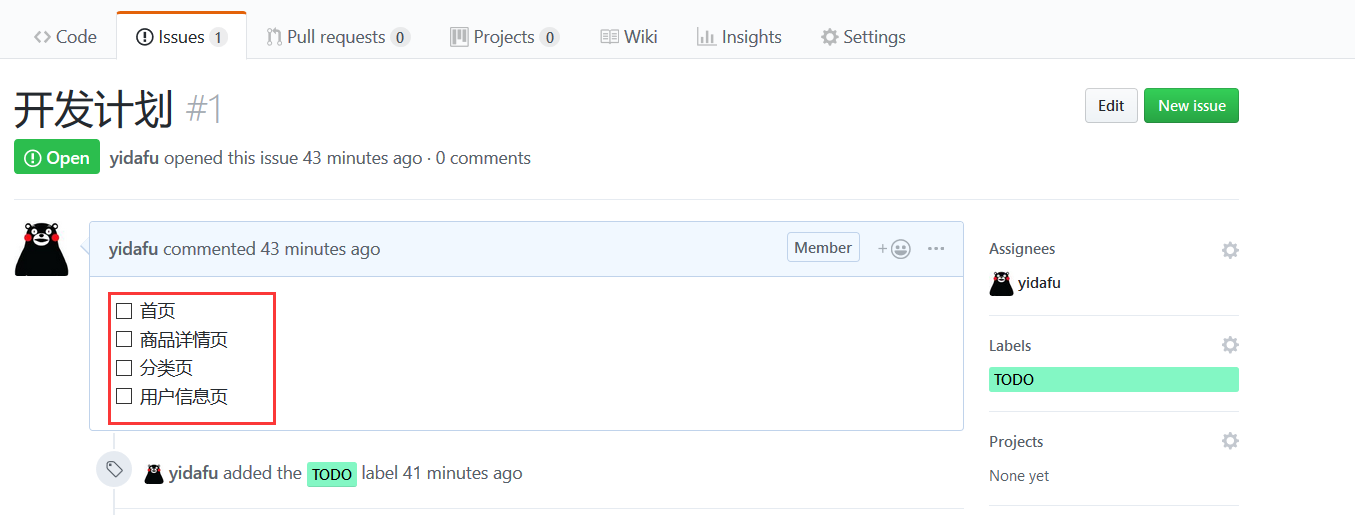 Code Issues 1 Pull requests 0 Projects 0 Wiki Insights Settings
开发计划 #1
Edit New issue
Open yidafu opened this issue 43 minutes ago · 0 comments
yidafu commented 43 minutes ago Member +
首页
商品详情页
分类页
用户信息页
yidafu added the TODO label 41 minutes ago
Assignees
yidafu
Labels
TODO
Projects
None yet